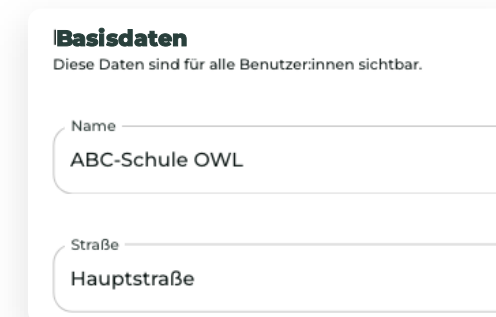 Basisdaten
Diese Daten sind für alle Benutzer:innen sichtbar.
Name
ABC-Schule OWL
Straße
Hauptstraße